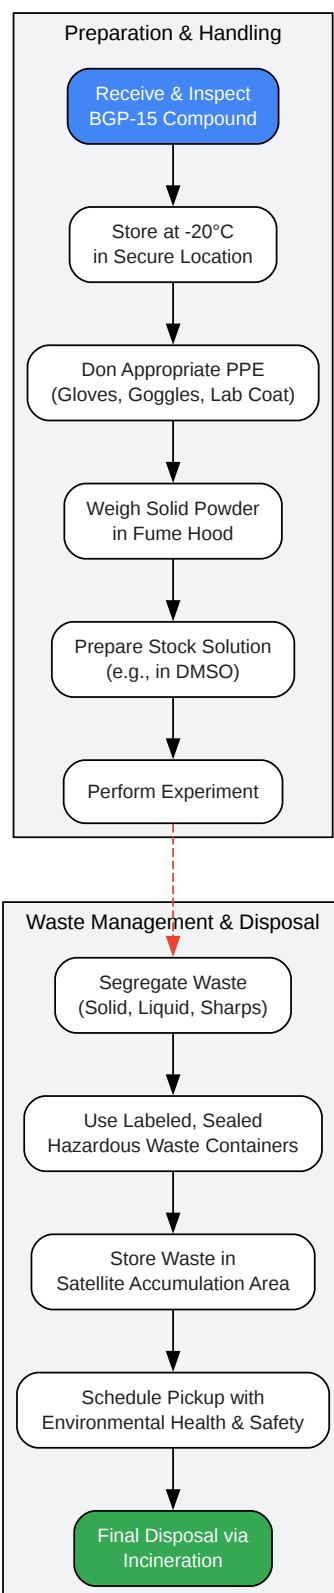 Preparation & Handling
Receive & Inspect
BGP-15 Compound
Store at -20°C
in Secure Location
Don Appropriate PPE
(Gloves, Goggles, Lab Coat)
Weigh Solid Powder
in Fume Hood
Prepare Stock Solution
(e.g., in DMSO)
Perform Experiment
Waste Management & Disposal
Segregate Waste
(Solid, Liquid, Sharps)
Use Labeled, Sealed
Hazardous Waste Containers
Store Waste in
Satellite Accumulation Area
Schedule Pickup with
Environmental Health & Safety
Final Disposal via
Incineration